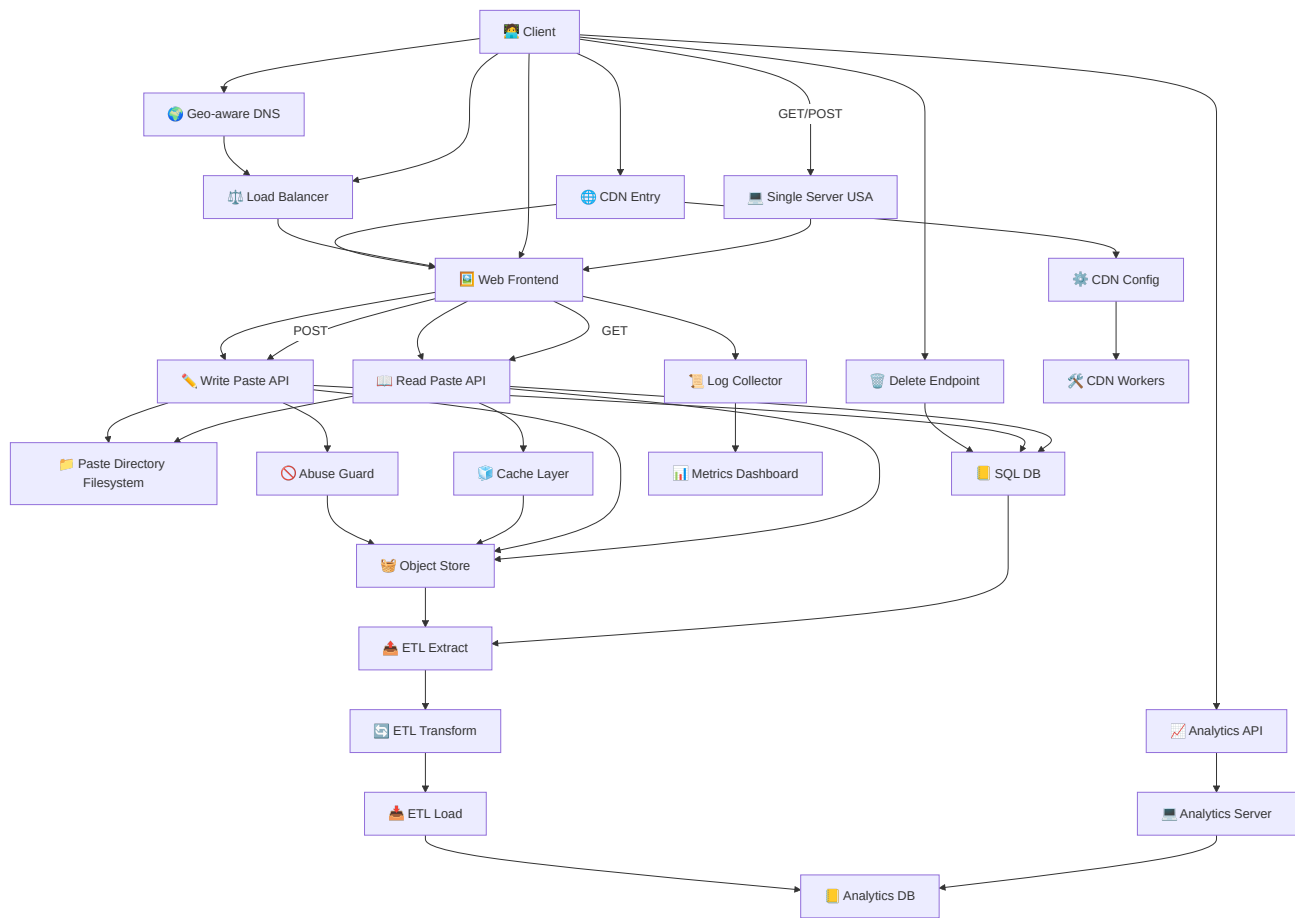 🧑‍💻 Client
🌍 Geo-aware DNS
GET/POST
⚖️ Load Balancer
🌐 CDN Entry
💻 Single Server USA
🖼️ Web Frontend
⚙️ CDN Config
POST
GET
✏️ Write Paste API
📖 Read Paste API
📜 Log Collector
🗑️ Delete Endpoint
🛠️ CDN Workers
📁 Paste Directory
Filesystem
🚫 Abuse Guard
🧊 Cache Layer
📊 Metrics Dashboard
📒 SQL DB
🧺 Object Store
📤 ETL Extract
🔄 ETL Transform
📈 Analytics API
📥 ETL Load
💻 Analytics Server
📒 Analytics DB